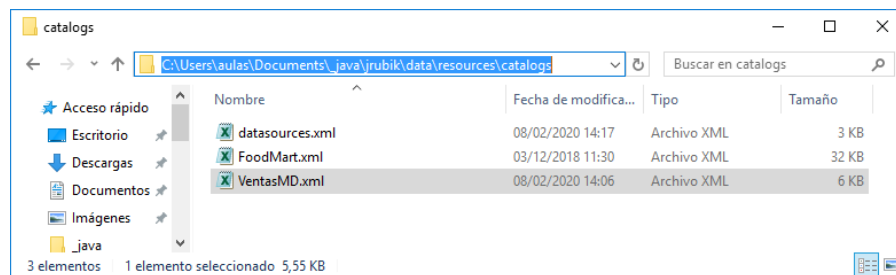 catalogs
C:\Users\aulas\Documents\_java\jrubik\data\resources\catalogs
Buscar en catalogs
Nombre Fecha de modifica... Tipo Tamaño
Acceso rápido
Escritorio
Descargas
Documentos
Imágenes
_java
datasources.xml 08/02/2020 14:17 Archivo XML 3 KB
FoodMart.xml 03/12/2018 11:30 Archivo XML 32 KB
VentasMD.xml 08/02/2020 14:06 Archivo XML 6 KB
3 elementos 1 elemento seleccionado 5,55 KB